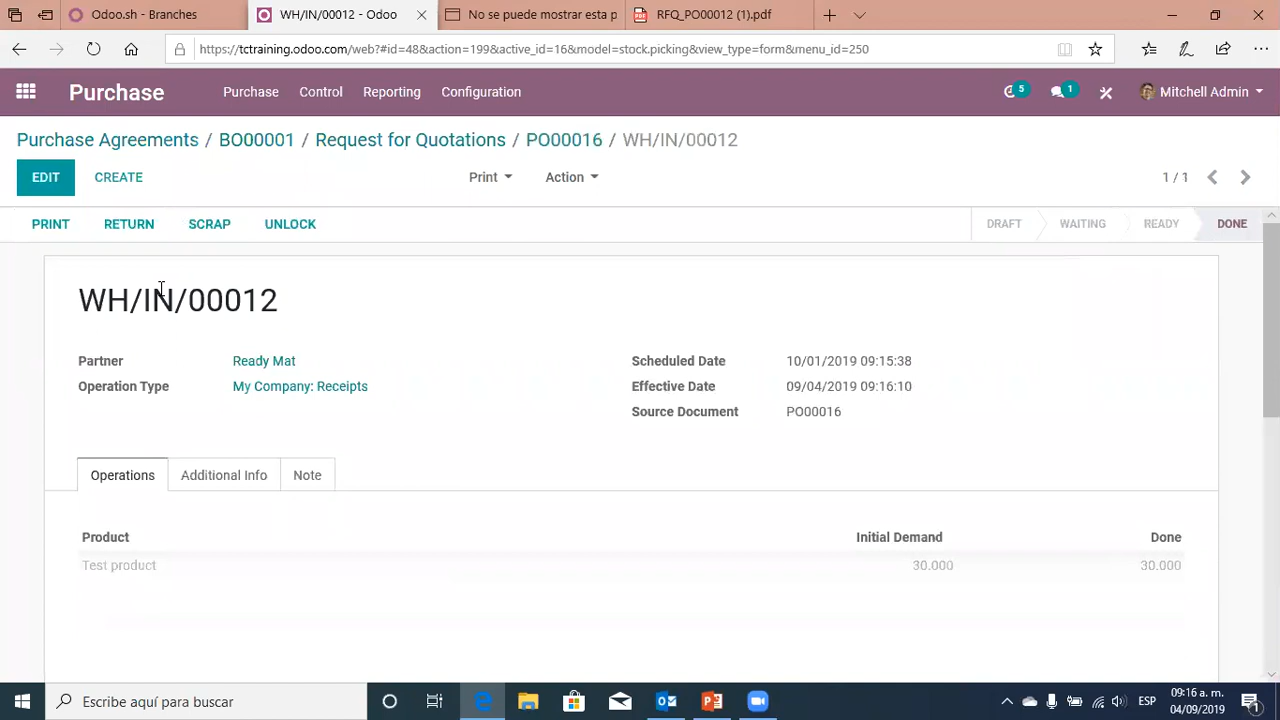 Odoo.sh - Branches
WH/IN/00012 - Odoo
No se puede mostrar esta p
RFQ_PO00012 (1).pdf
https://tctraining.odoo.com/web?#id=48&action=199&active_id=16&model=stock.picking&view_type=form&menu_id=250
Purchase Purchase Control Reporting Configuration 5 1 Mitchell Admin
Purchase Agreements / BO00001 / Request for Quotations / PO00016 / WH/IN/00012
EDIT CREATE Print Action 1 / 1
PRINT RETURN SCRAP UNLOCK DRAFT WAITING READY DONE
WH/IN/00012
Partner Ready Mat Scheduled Date 10/01/2019 09:15:38
Operation Type My Company: Receipts Effective Date 09/04/2019 09:16:10
Source Document PO00016
Operations Additional Info Note
Product Initial Demand Done
Test product 30.000 30.000
Escribe aquí para buscar ESP 09:16 a. m.
04/09/2019 1